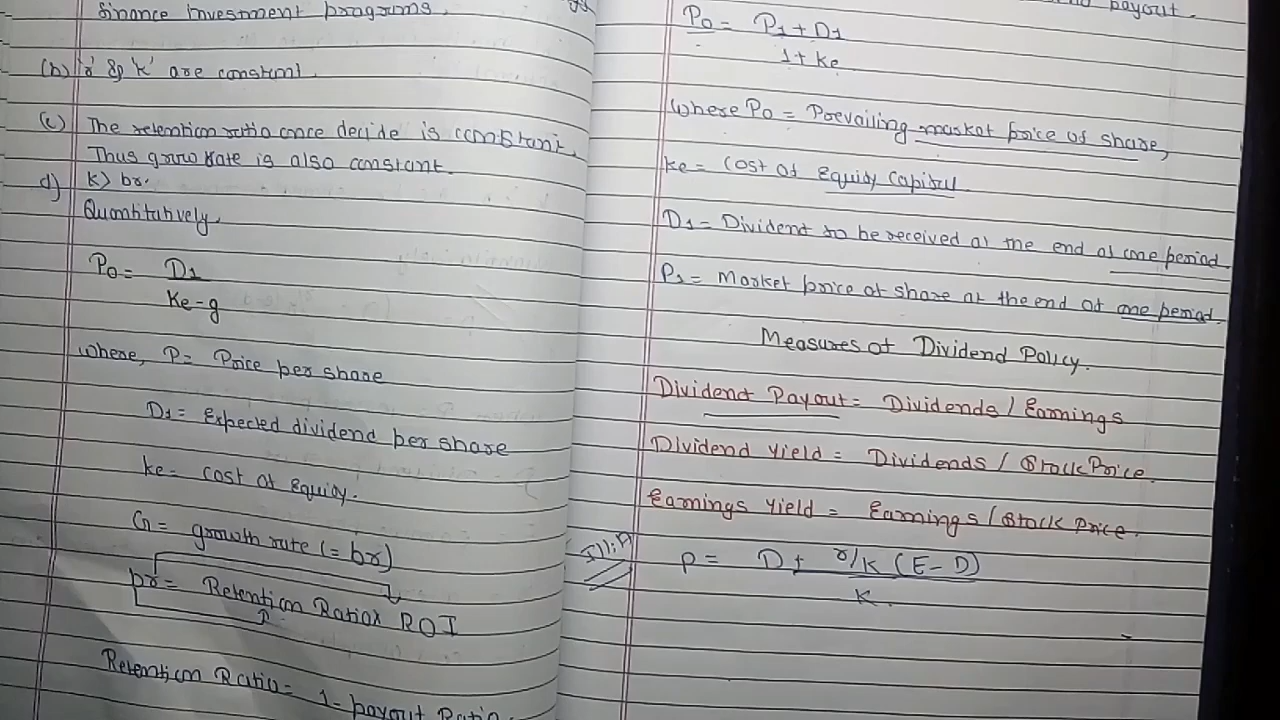 finance investment programs.
(b) 'r' & 'k' are constant.
(c) The retention ratio once decide is constant.
Thus grow rate is also constant.
d) k > br.
Quantitatively,
P0 = D1
Ke - g
where, P = Price per share
D1 = Expected dividend per share
ke = cost of equity.
G = growth rate (= br)
br = Retention Ratio x ROI
Retention Ratio = 1 - payout Ratio.
payout.
P0 = P1 + D1
1 + ke
where P0 = Prevailing market price of share,
ke = cost of equity capital
D1 = Divident to be received at the end of one period.
P1 = Market price of share at the end of one period.
Measures of Dividend Policy.
Dividend Payout = Dividends / Earnings
Dividend Yield = Dividends / Stock Price.
Earnings Yield = Earnings / Stock Price.
P = D + r/k (E - D)
K.